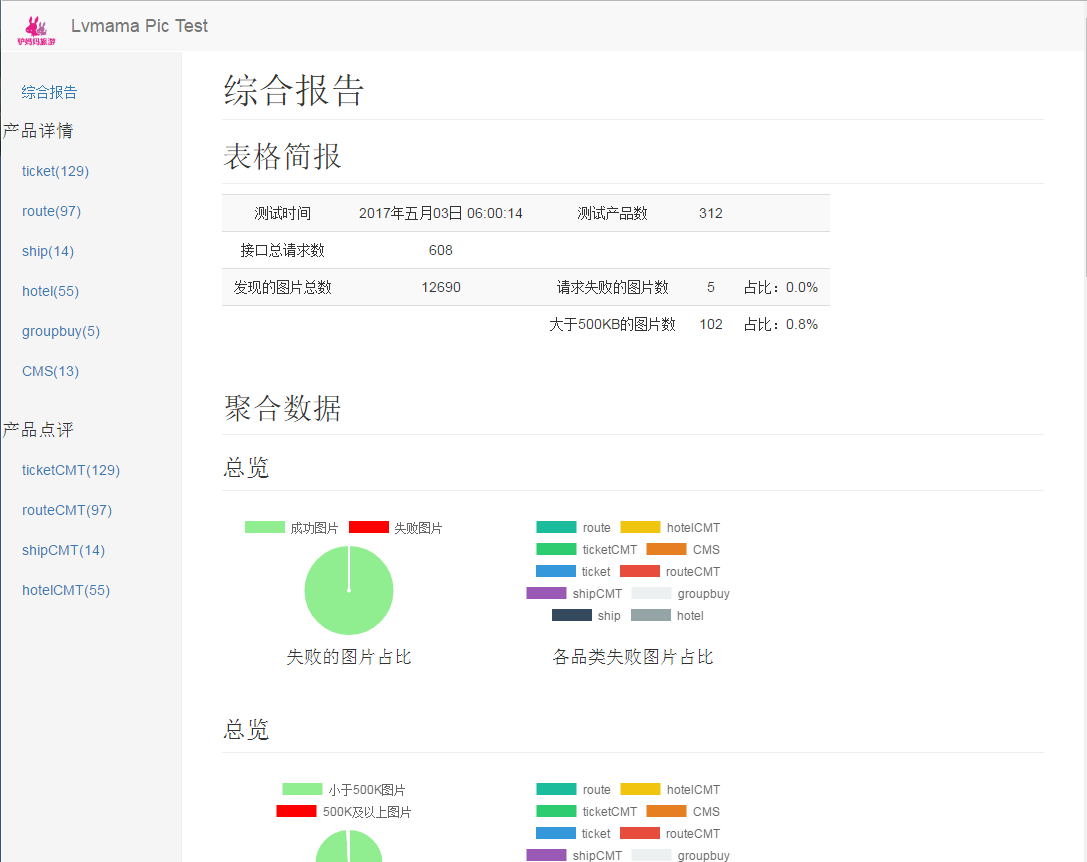 驴妈妈旅游
Lvmama Pic Test
综合报告
产品详情
ticket(129)
route(97)
ship(14)
hotel(55)
groupbuy(5)
CMS(13)
产品点评
ticketCMT(129)
routeCMT(97)
shipCMT(14)
hotelCMT(55)
综合报告
表格简报
测试时间 2017年五月03日 06:00:14 测试产品数 312
接口总请求数 608
发现的图片总数 12690 请求失败的图片数 5 占比：0.0%
大于500KB的图片数 102 占比：0.8%
聚合数据
总览
成功图片 失败图片
失败的图片占比
route hotelCMT
ticketCMT CMS
ticket routeCMT
shipCMT groupbuy
ship hotel
各品类失败图片占比
总览
小于500K图片
500K及以上图片
route hotelCMT
ticketCMT CMS
ticket routeCMT
shipCMT groupbuy